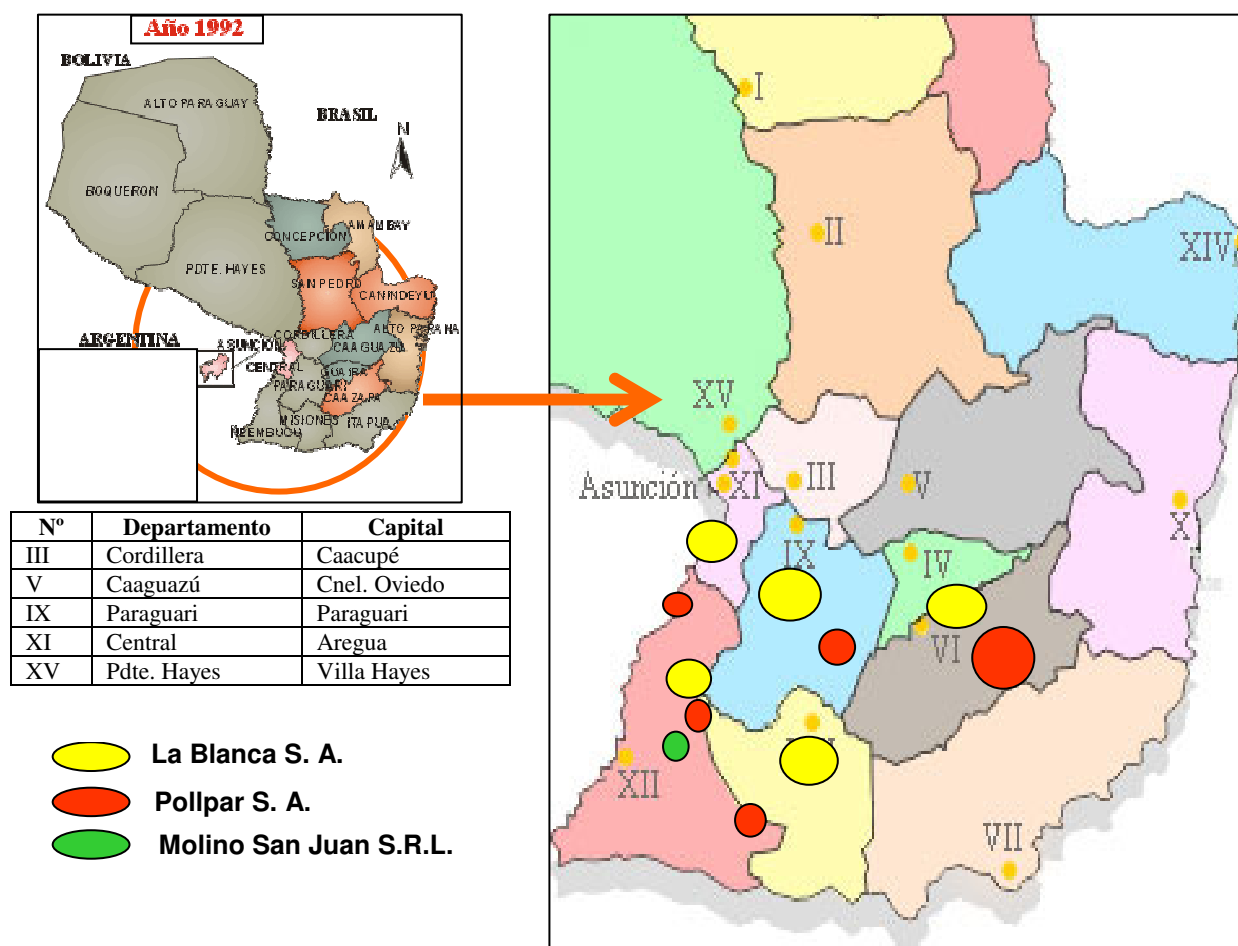 Año 1992
BOLIVIA
ALTO PARAGUAY
BRASIL
N
BOQUERON
AMAMBAY
CONCEPCION
PDTE. HAYES
SAN PEDRO
CANINDEYU
ARGENTINA
CORDILLERA
ALTO PARANA
ASUNCION
CAAGUAZU
CENTRAL
GUAIRA
PARAGUARI
CAAZAPA
MISIONES
ITAPUA
ÑEEMBUCU
Nº Departamento Capital
III Cordillera Caacupé
V Caaguazú Cnel. Oviedo
IX Paraguari Paraguari
XI Central Aregua
XV Pdte. Hayes Villa Hayes
La Blanca S. A.
Pollpar S. A.
Molino San Juan S.R.L.
I
II
XIV
XV
Asunción
XI
III
V
X
IX
IV
VI
XII
VII